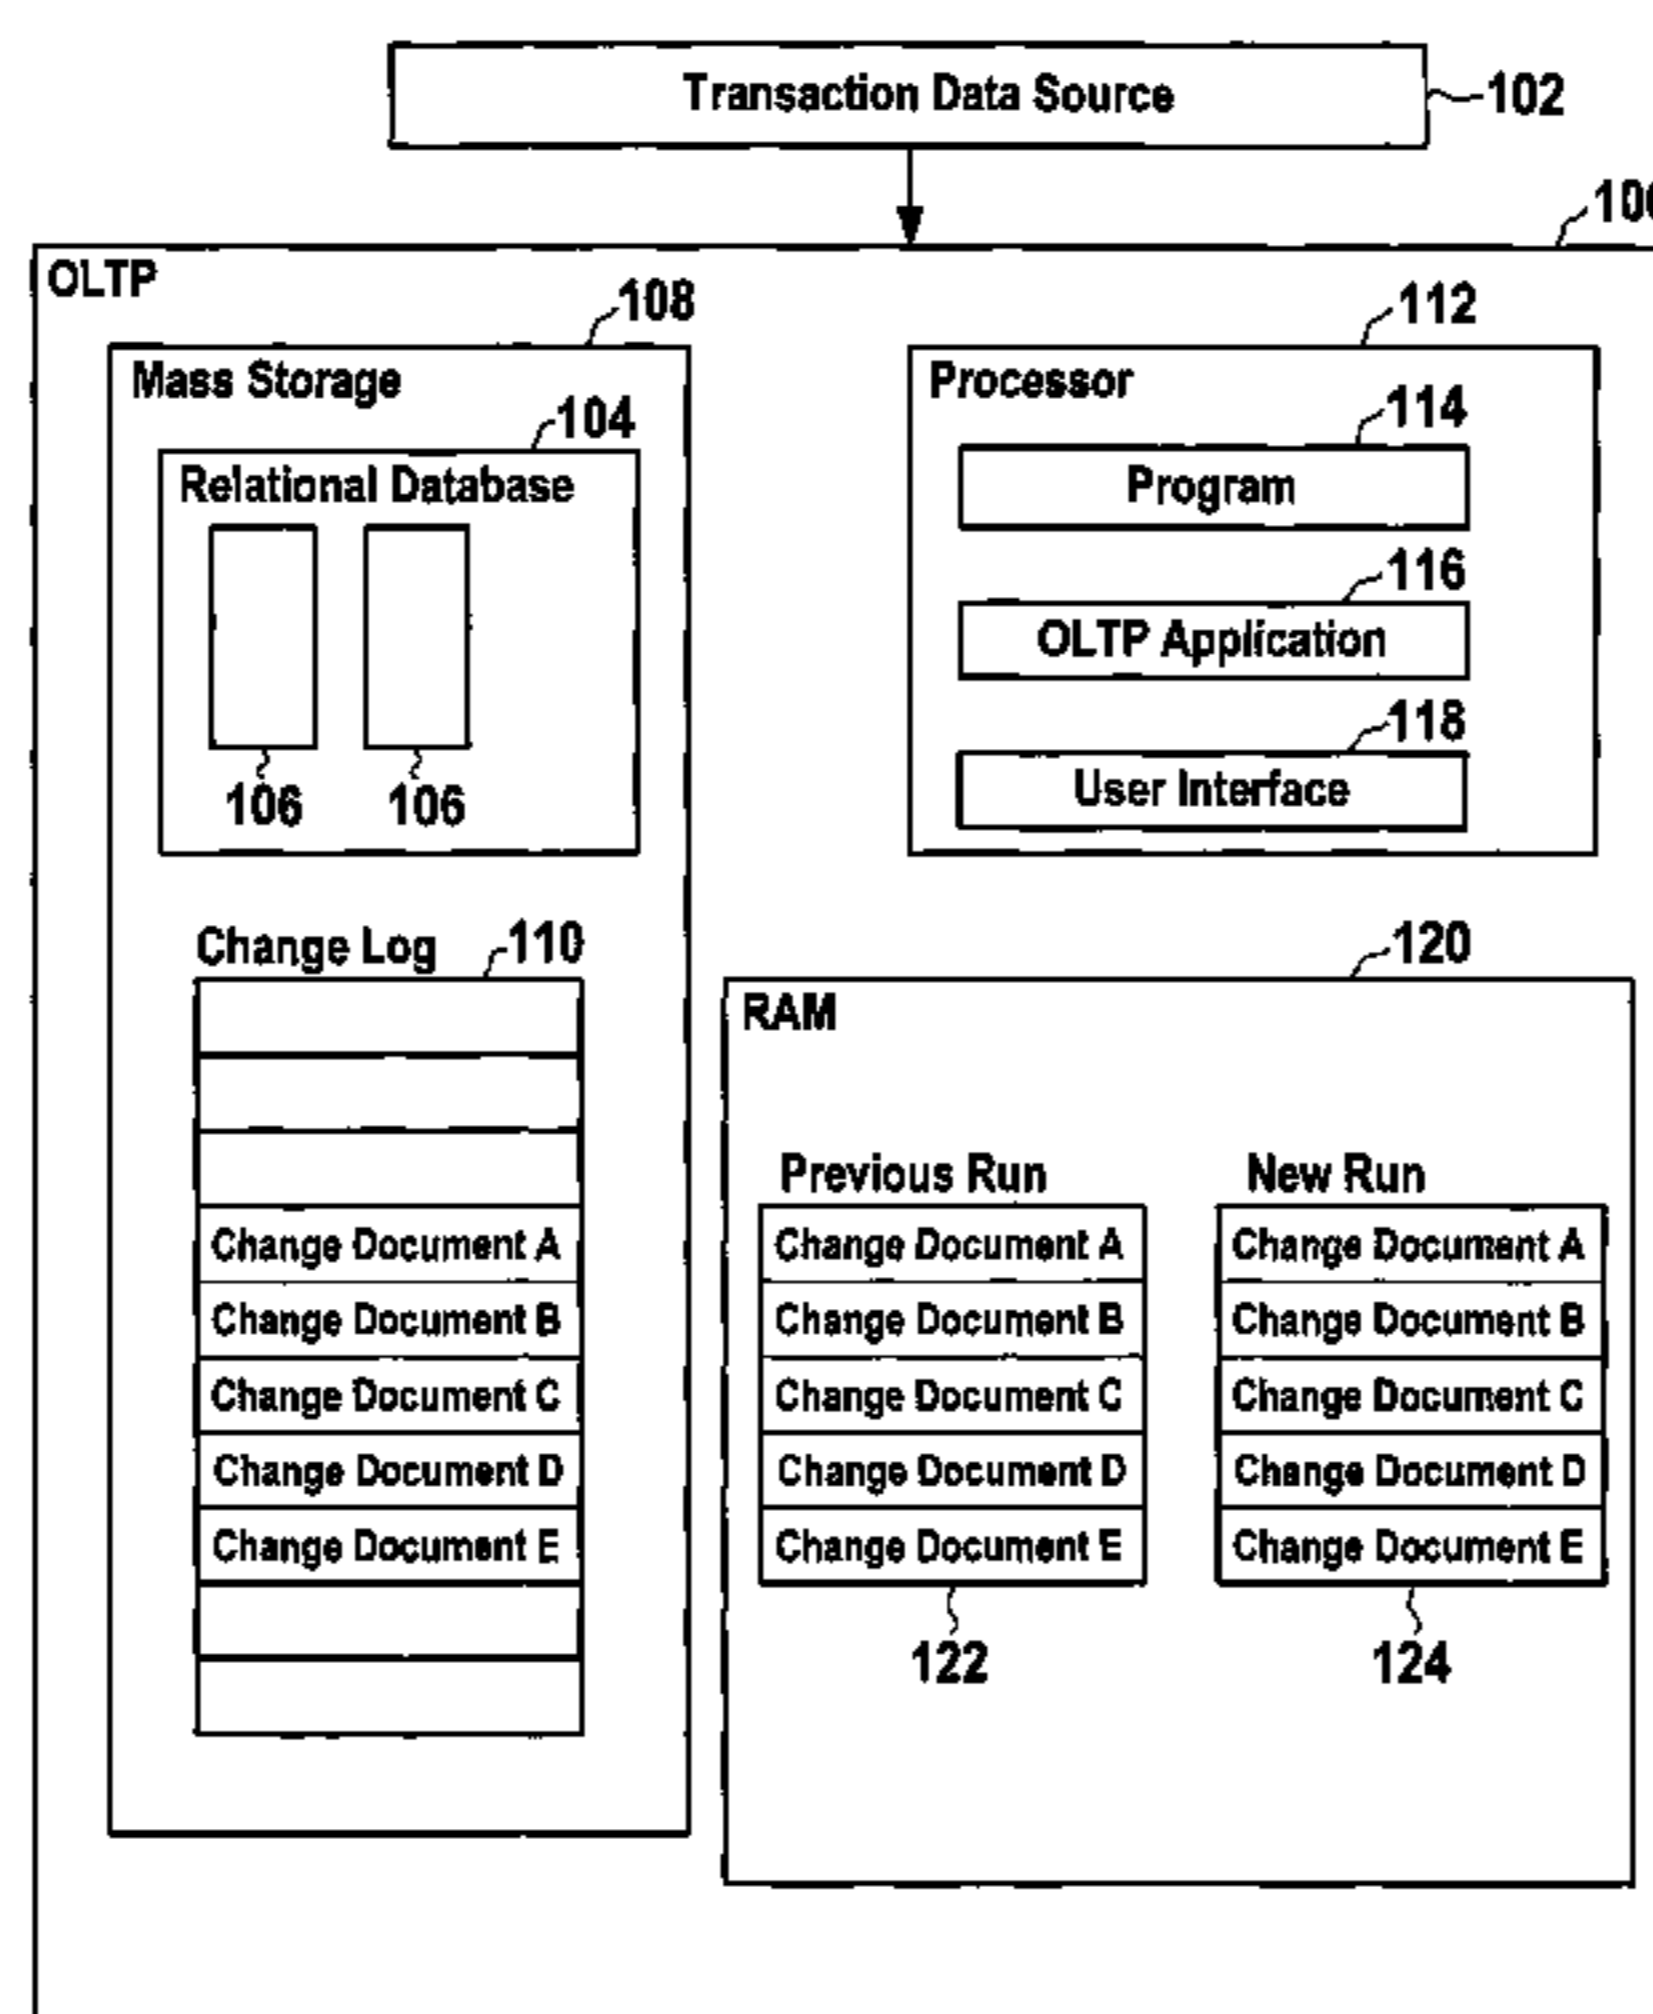 Transaction Data Source
102
100
OLTP
108
Mass Storage
104
Relational Database
106 106
112
Processor
114
Program
116
OLTP Application
118
User Interface
Change Log
110
Change Document A
Change Document B
Change Document C
Change Document D
Change Document E
120
RAM
Previous Run
Change Document A
Change Document B
Change Document C
Change Document D
Change Document E
122
New Run
Change Document A
Change Document B
Change Document C
Change Document D
Change Document E
124